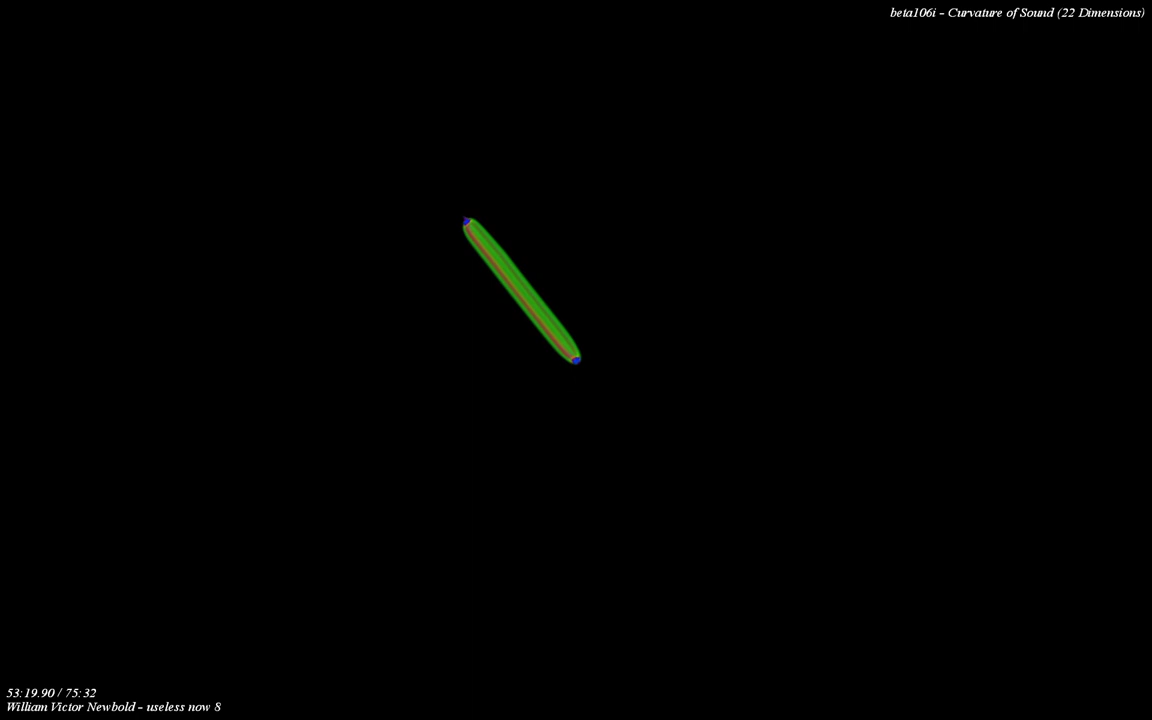 beta106i - Curvature of Sound (22 Dimensions)
53:19.90 / 75:32
William Victor Newbold - useless now 8